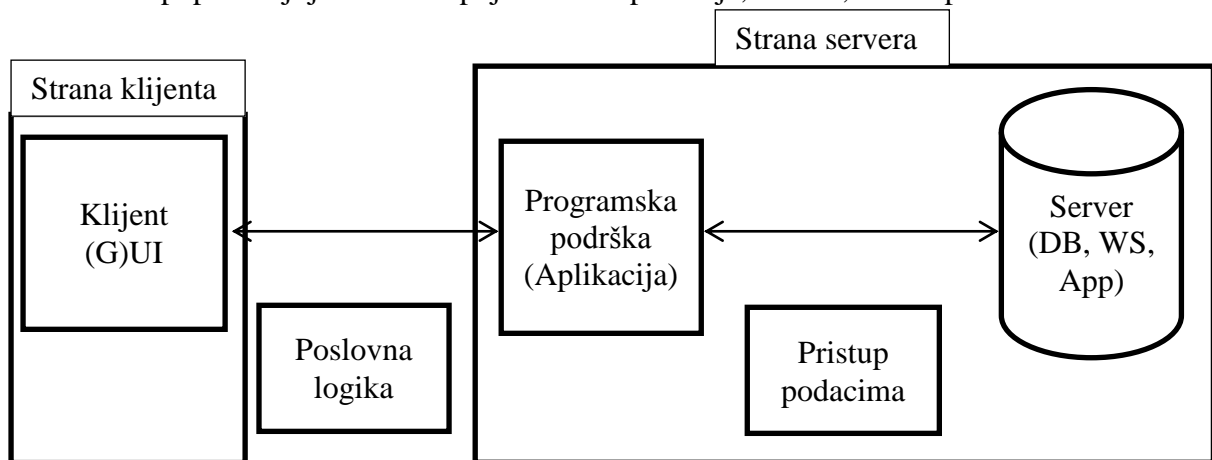 Strana servera
Strana klijenta
Klijent
(G)UI
Programska
podrška
(Aplikacija)
Server
(DB, WS,
App)
Poslovna
logika
Pristup
podacima